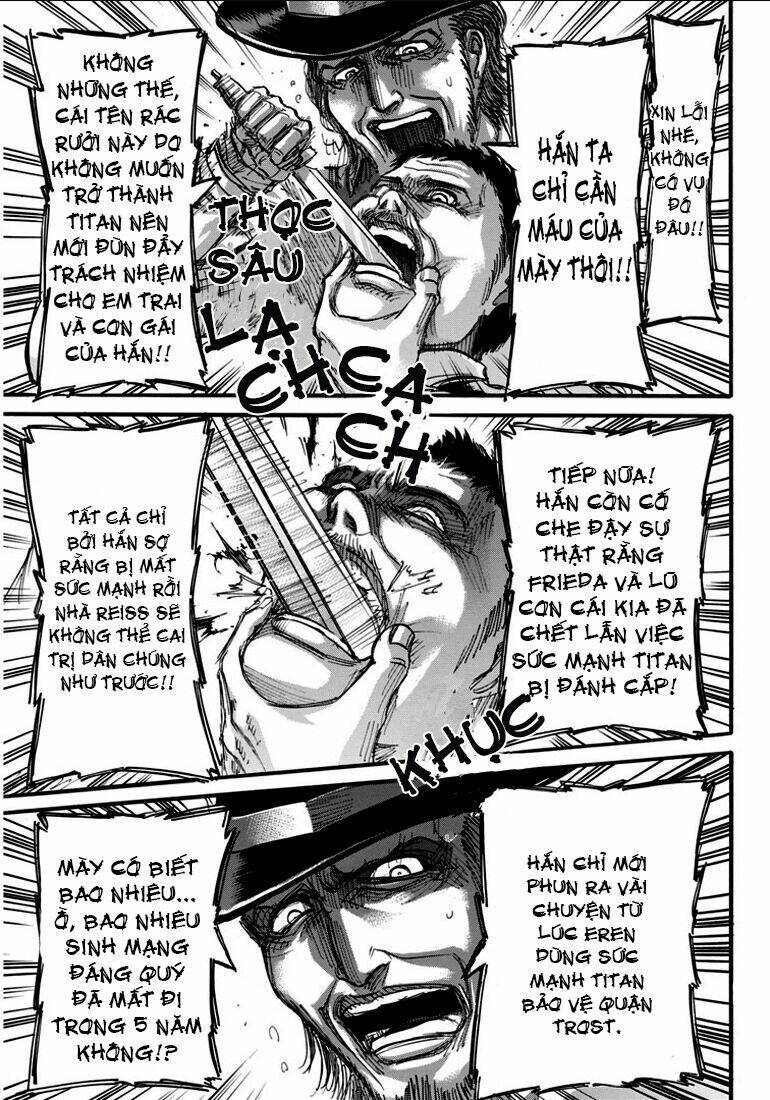 XIN LỖI
NHÉ,
KHÔNG
CÓ VỤ
ĐÓ
ĐÂU!!
HẮN TA
CHỈ CẦN
MÁU CỦA
MÀY THÔI!!
KHÔNG
NHỮNG THẾ,
CÁI TÊN RÁC
RƯỞI NÀY DO
KHÔNG MUỐN
TRỞ THÀNH
TITAN NÊN
MỚI ĐÙN ĐẨY
TRÁCH NHIỆM
CHO EM TRAI
VÀ CON GÁI
CỦA HẮN!!
THỌC
SÂU
LẠCH
CẠCH
TIẾP NỮA!
HẮN CÒN CỐ
CHE ĐẬY SỰ
THẬT RẰNG
FRIEDA VÀ LŨ
CON CÁI KIA ĐÃ
CHẾT LẪN VIỆC
SỨC MẠNH TITAN
BỊ ĐÁNH CẮP!
TẤT CẢ CHỈ
BỞI HẮN SỢ
RẰNG BỊ MẤT
SỨC MẠNH RỒI
NHÀ REISS SẼ
KHÔNG THỂ CAI
TRỊ DÂN CHÚNG
NHƯ TRƯỚC!!
KHỤC
HẮN CHỈ MỚI
PHUN RA VÀI
CHUYỆN TỪ
LÚC EREN
DÙNG SỨC
MẠNH TITAN
BẢO VỆ QUẬN
TROST.
MÀY CÓ BIẾT
BAO NHIÊU...
Ồ, BAO NHIÊU
SINH MẠNG
ĐÁNG QUÝ
ĐÃ MẤT ĐI
TRONG 5 NĂM
KHÔNG!?